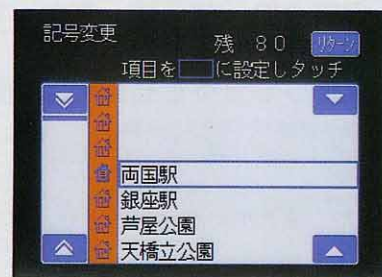 記号変更
残 80 リターン
項目を□に設定しタッチ
両国駅
銀座駅
芦屋公園
天橋立公園